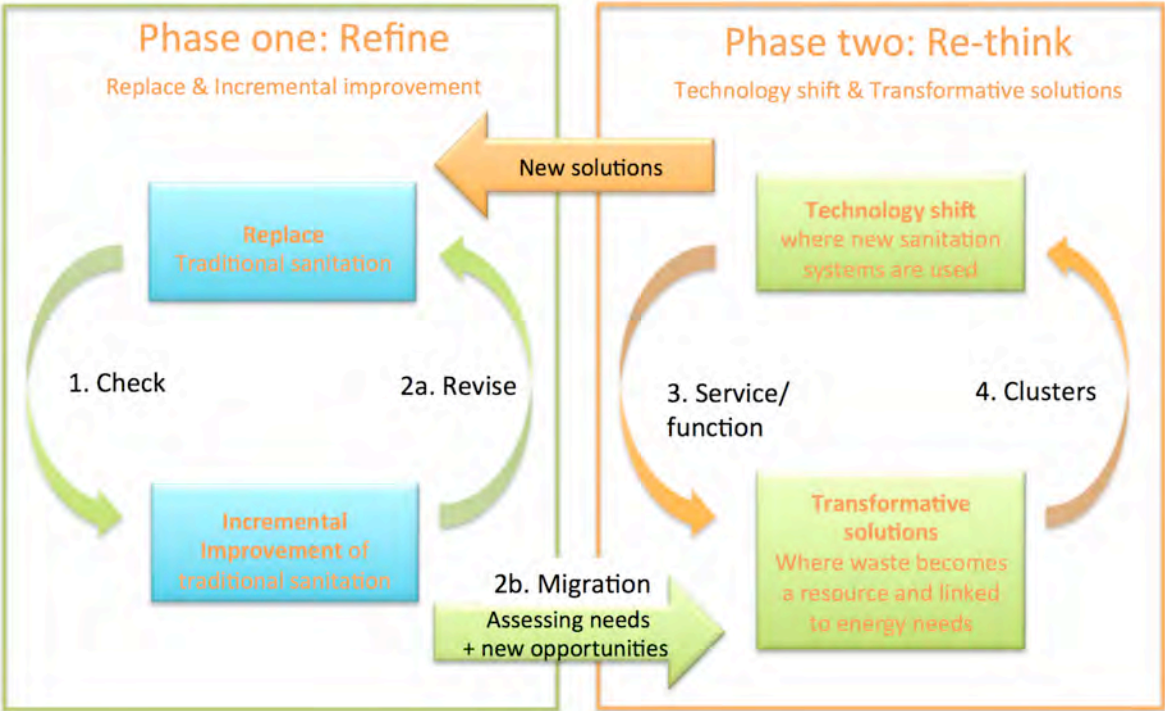 Phase one: Refine
Replace & Incremental improvement
Replace
Traditional sanitation
1. Check
2a. Revise
Incremental
Improvement of
traditional sanitation
New solutions
2b. Migration
Assessing needs
+ new opportunities
Phase two: Re-think
Technology shift & Transformative solutions
Technology shift
where new sanitation
systems are used
3. Service/
function
4. Clusters
Transformative
solutions
Where waste becomes
a resource and linked
to energy needs